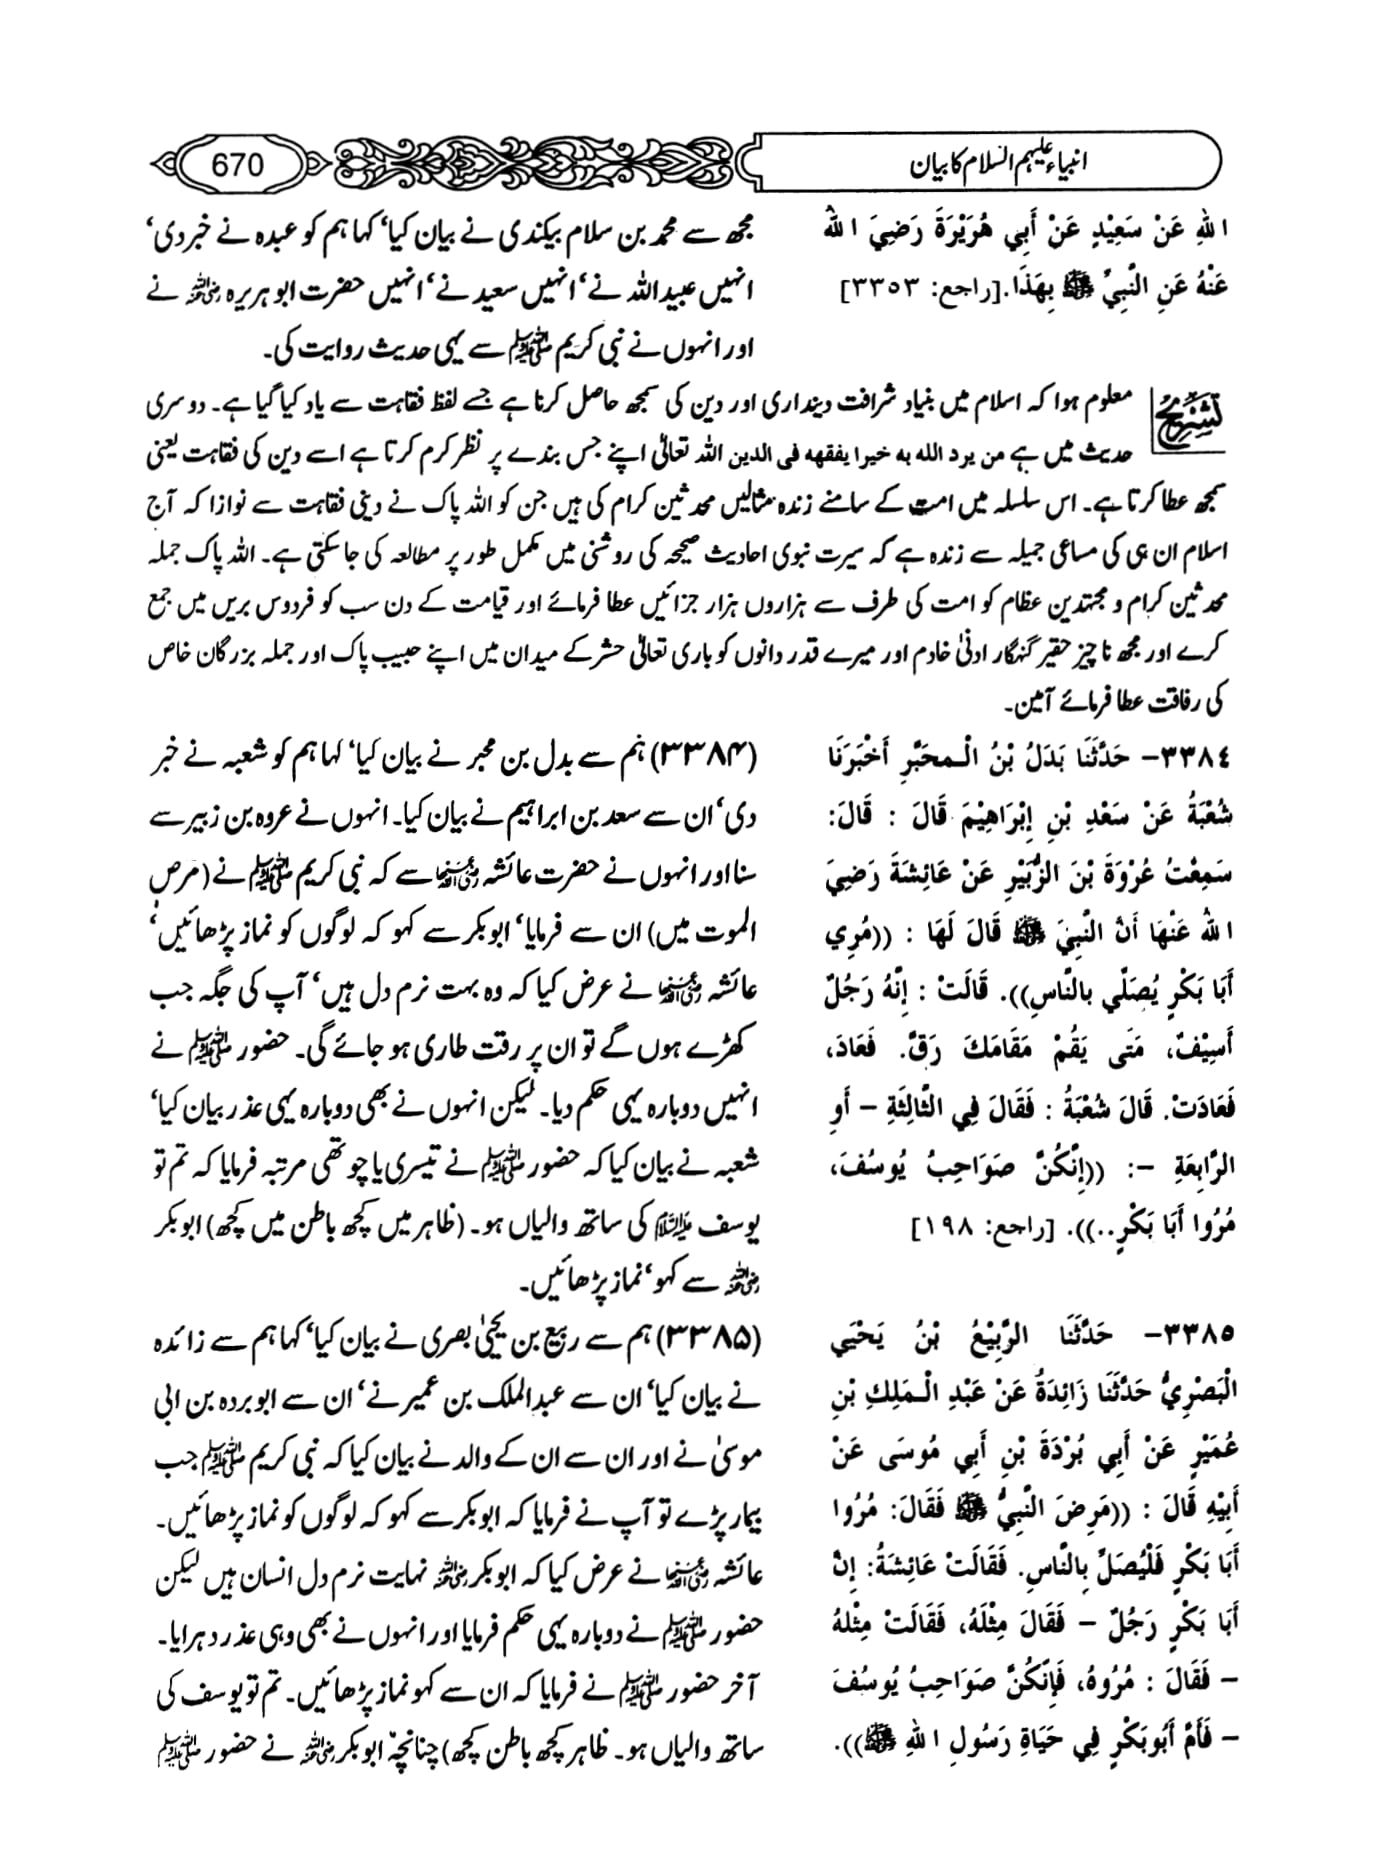 انبیاء علیہم السلام کا بیان
670
اللهِ عَنْ سَعِيْدٍ عَنْ أَبِي هُرَيْرَةَ رَضِيَ اللهُ
عَنْهُ عَنِ النَّبِيِّ ﷺ بِهَذَا. [راجع: ٣٣٥٣]
مجھ سے محمد بن سلام بیکندی نے بیان کیا‘ کہا ہم کو عبدہ نے خبر دی‘
انہیں عبیداللہ نے‘ انہیں سعید نے‘ انہیں حضرت ابو ہریرہ رضی اللہ عنہ نے
اور انہوں نے نبی کریم ﷺ سے یہی حدیث روایت کی۔
تشریح
معلوم ہوا کہ اسلام میں بنیاد شرافت دینداری اور دین کی سمجھ حاصل کرنا ہے جسے لفظ فقاہت سے یاد کیا گیا ہے۔ دوسری
حدیث میں ہے من یرد اللہ به خیرا یفقهه فی الدین اللہ تعالیٰ اپنے جس بندے پر نظر کرم کرتا ہے اسے دین کی فقاہت یعنی
سمجھ عطا کرتا ہے۔ اس سلسلہ میں امت کے سامنے زندہ مثالیں محدثین کرام کی ہیں جن کو اللہ پاک نے دینی فقاہت سے نوازا کہ آج
اسلام ان ہی کی مساعی جمیلہ سے زندہ ہے کہ سیرت نبوی احادیث صحیحہ کی روشنی میں مکمل طور پر مطالعہ کی جا سکتی ہے۔ اللہ پاک جملہ
محدثین کرام و مجتہدین عظام کو امت کی طرف سے ہزاروں ہزار جزائیں عطا فرمائے اور قیامت کے دن سب کو فردوس بریں میں جمع
کرے اور مجھ ناچیز حقیر گنہگار ادنیٰ خادم اور میرے قدر دانوں کو باری تعالیٰ حشر کے میدان میں اپنے حبیب پاک اور جملہ بزرگان خاص
کی رفاقت عطا فرمائے آمین۔
٣٣٨٤- حَدَّثَنَا بَدَلُ بْنُ الْمحَبَّرِ أَخْبَرَنَا
شُعْبَةُ عَنْ سَعْدِ بْنِ إِبْرَاهِيْمَ قَالَ : قَالَ:
سَمِعْتُ عُرْوَةَ بْنَ الزُّبَيْرِ عَنْ عَائِشَةَ رَضِيَ
اللهُ عَنْهَا أَنَّ النَّبِيَّ ﷺ قَالَ لَهَا : ((مُرِي
أَبَا بَكْرٍ يُصَلِّي بِالنَّاسِ)). قَالَتْ : إِنَّهُ رَجُلٌ
أَسِيْفٌ، مَتَى يَقُمْ مَقَامَكَ رَقَّ. فَعَادَ،
فَعَادَتْ. قَالَ شُعْبَةُ : فَقَالَ فِي الثَّالِثَةِ – أَوِ
الرَّابِعَةِ –: ((إِنَّكُنَّ صَوَاحِبُ يُوسُفَ،
مُرُوا أَبَا بَكْرٍ..)). [راجع: ١٩٨]
(۳۳۸۴) ہم سے بدل بن محبر نے بیان کیا‘ کہا ہم کو شعبہ نے خبر
دی‘ ان سے سعد بن ابراہیم نے بیان کیا۔ انہوں نے عروہ بن زبیر سے
سنا اور انہوں نے حضرت عائشہ رضی اللہ عنہا سے کہ نبی کریم ﷺ نے (مرض
الموت میں) ان سے فرمایا‘ ابوبکر سے کہو کہ لوگوں کو نماز پڑھائیں‘
عائشہ رضی اللہ عنہا نے عرض کیا کہ وہ بہت نرم دل ہیں‘ آپ کی جگہ جب
کھڑے ہوں گے تو ان پر رقت طاری ہو جائے گی۔ حضور ﷺ نے
انہیں دوبارہ یہی حکم دیا۔ لیکن انہوں نے بھی دوبارہ یہی عذر بیان کیا‘
شعبہ نے بیان کیا کہ حضور ﷺ نے تیسری یا چوتھی مرتبہ فرمایا کہ تم تو
یوسف علیہ السلام کی ساتھ والیاں ہو۔ (ظاہر میں کچھ باطن میں کچھ) ابوبکر
رضی اللہ عنہ سے کہو‘ نماز پڑھائیں۔
٣٣٨٥- حَدَّثَنَا الرَّبِيْعُ بْنُ يَحْيَى
الْبَصْرِيُّ حَدَّثَنَا زَائِدَةُ عَنْ عَبْدِ الْمَلِكِ بْنِ
عُمَيْرٍ عَنْ أَبِي بُرْدَةَ بْنِ أَبِي مُوسَى عَنْ
أَبِيْهِ قَالَ : ((مَرِضَ النَّبِيُّ ﷺ فَقَالَ: مُرُوا
أَبَا بَكْرٍ فَلْيُصَلِّ بِالنَّاسِ. فَقَالَتْ عَائِشَةُ: إِنَّ
أَبَا بَكْرٍ رَجُلٌ – فَقَالَ مِثْلَهُ، فَقَالَتْ مِثْلهُ
– فَقَالَ : مُرُوهُ، فَإِنَّكُنَّ صَوَاحِبُ يُوسُفَ
– فَأَمَّ أَبُوبَكْرٍ فِي حَيَاةِ رَسُولِ اللهِ ﷺ)).
(۳۳۸۵) ہم سے ربیع بن یحییٰ بصری نے بیان کیا‘ کہا ہم سے زائدہ
نے بیان کیا‘ ان سے عبدالملک بن عمیر نے‘ ان سے ابوبردہ بن ابی
موسیٰ نے اور ان سے ان کے والد نے بیان کیا کہ نبی کریم ﷺ جب
بیمار پڑے تو آپ نے فرمایا کہ ابوبکر سے کہو کہ لوگوں کو نماز پڑھائیں۔
عائشہ رضی اللہ عنہا نے عرض کیا کہ ابوبکر رضی اللہ عنہ نہایت نرم دل انسان ہیں لیکن
حضور ﷺ نے دوبارہ یہی حکم فرمایا اور انہوں نے بھی وہی عذر دہرایا۔
آخر حضور ﷺ نے فرمایا کہ ان سے کہو نماز پڑھائیں۔ تم تو یوسف کی
ساتھ والیاں ہو۔ ظاہر کچھ باطن کچھ) چنانچہ ابوبکر رضی اللہ عنہ نے حضور ﷺ